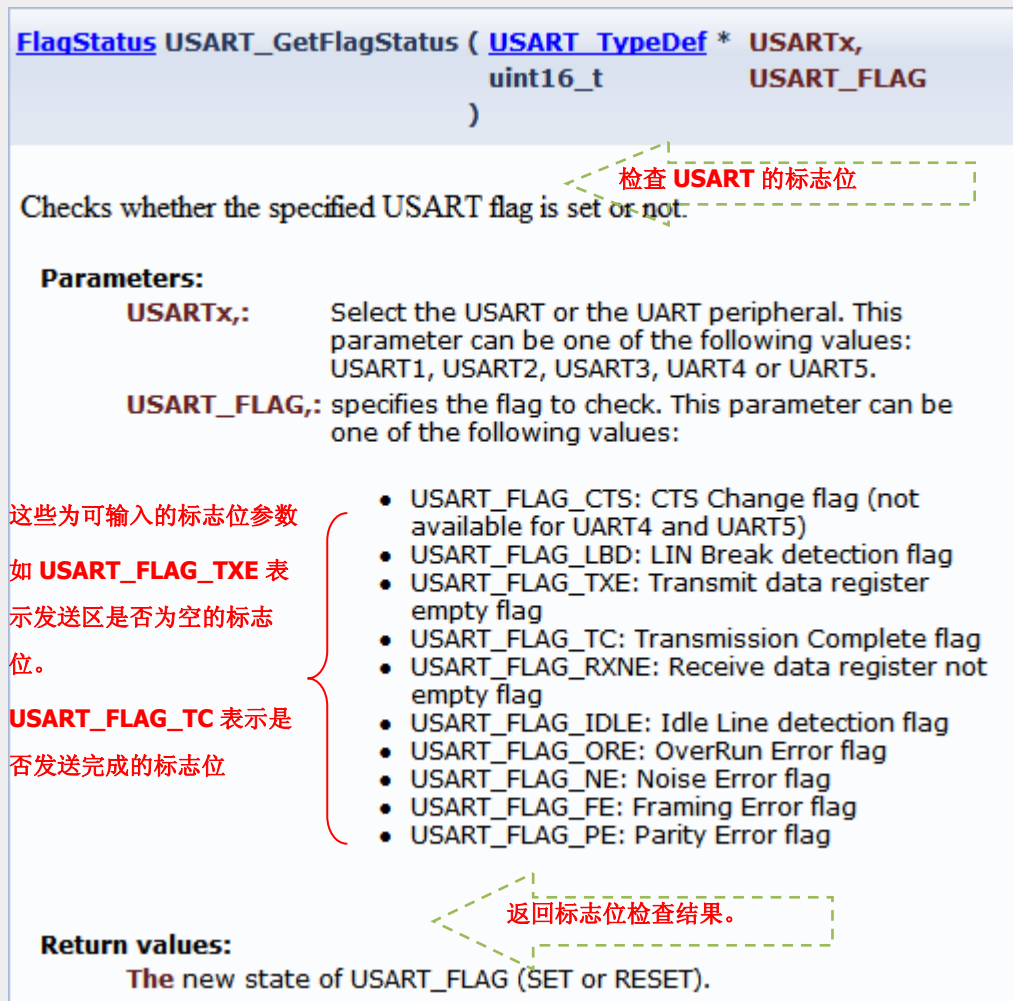 FlagStatus USART_GetFlagStatus ( USART_TypeDef * USARTx,
uint16_t USART_FLAG
)
检查 USART 的标志位
Checks whether the specified USART flag is set or not.
Parameters:
USARTx,: Select the USART or the UART peripheral. This
parameter can be one of the following values:
USART1, USART2, USART3, UART4 or UART5.
USART_FLAG,: specifies the flag to check. This parameter can be
one of the following values:
这些为可输入的标志位参数
如 USART_FLAG_TXE 表
示发送区是否为空的标志
位。
USART_FLAG_TC 表示是
否发送完成的标志位
• USART_FLAG_CTS: CTS Change flag (not
available for UART4 and UART5)
• USART_FLAG_LBD: LIN Break detection flag
• USART_FLAG_TXE: Transmit data register
empty flag
• USART_FLAG_TC: Transmission Complete flag
• USART_FLAG_RXNE: Receive data register not
empty flag
• USART_FLAG_IDLE: Idle Line detection flag
• USART_FLAG_ORE: OverRun Error flag
• USART_FLAG_NE: Noise Error flag
• USART_FLAG_FE: Framing Error flag
• USART_FLAG_PE: Parity Error flag
返回标志位检查结果。
Return values:
The new state of USART_FLAG (SET or RESET).